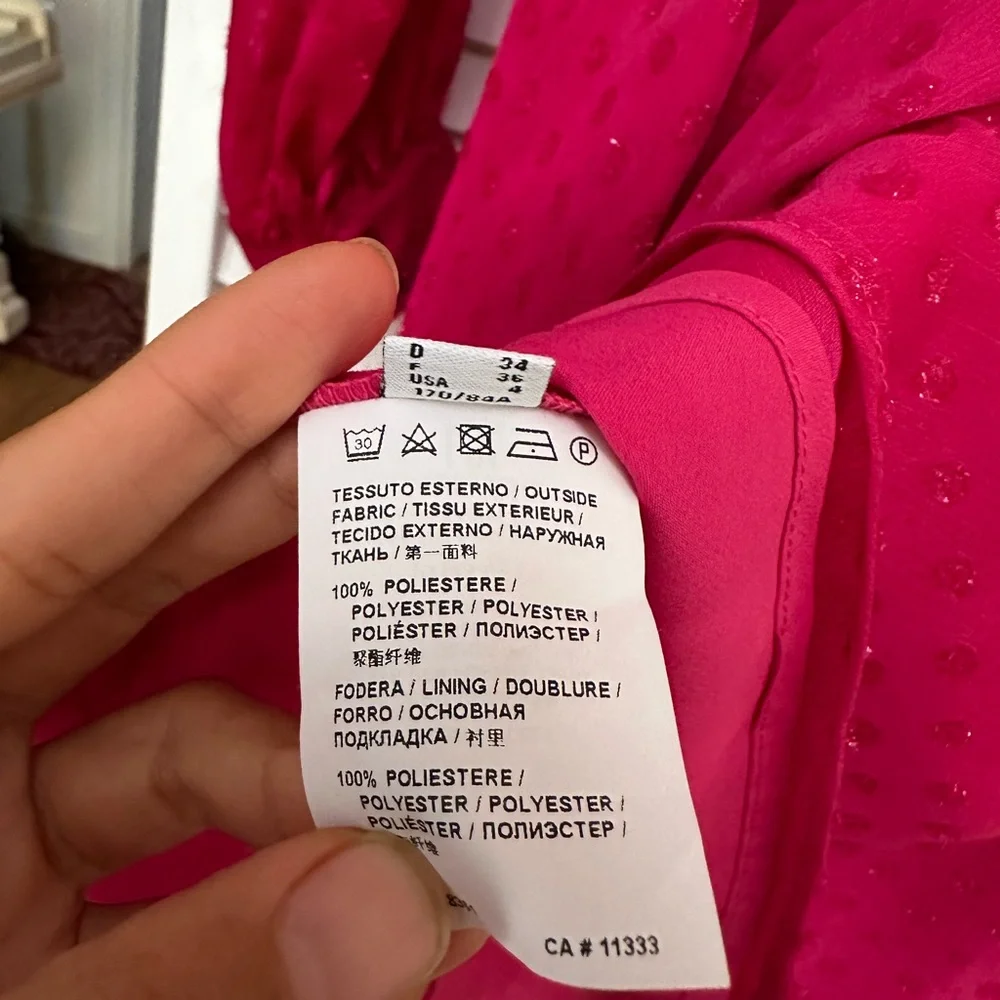 D 34
F 36
USA 4
170/84A
30
P
TESSUTO ESTERNO / OUTSIDE
FABRIC / TISSU EXTERIEUR /
TECIDO EXTERNO / НАРУЖНАЯ
ТКАНЬ / 第一面料
100% POLIESTERE /
POLYESTER / POLYESTER /
POLIÉSTER / ПОЛИЭСТЕР /
聚酯纤维
FODERA / LINING / DOUBLURE /
FORRO / ОСНОВНАЯ
ПОДКЛАДКА / 衬里
100% POLIESTERE /
POLYESTER / POLYESTER /
POLIÉSTER / ПОЛИЭСТЕР /
纤维
CA # 11333